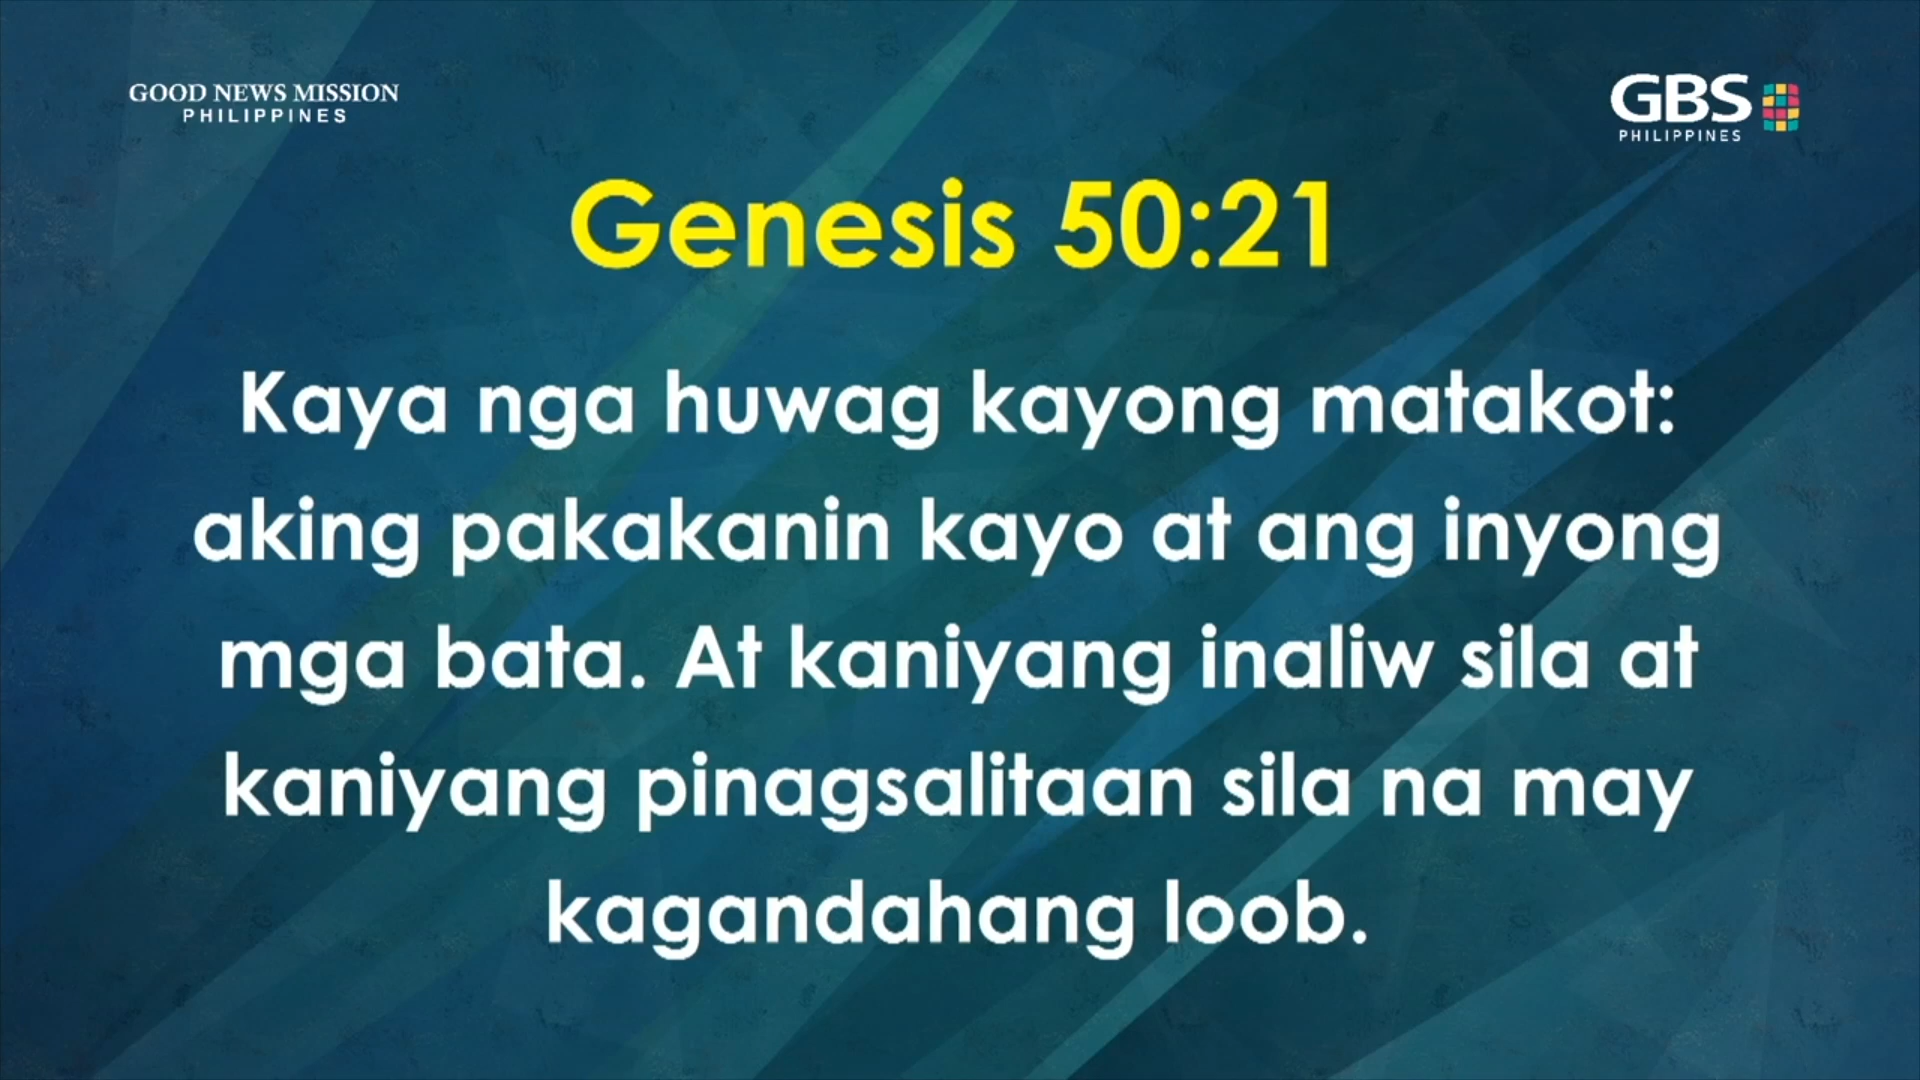 GOOD NEWS MISSION
PHILIPPINES
GBS
PHILIPPINES
Genesis 50:21
Kaya nga huwag kayong matakot:
aking pakakanin kayo at ang inyong
mga bata. At kaniyang inaliw sila at
kaniyang pinagsalitaan sila na may
kagandahang loob.